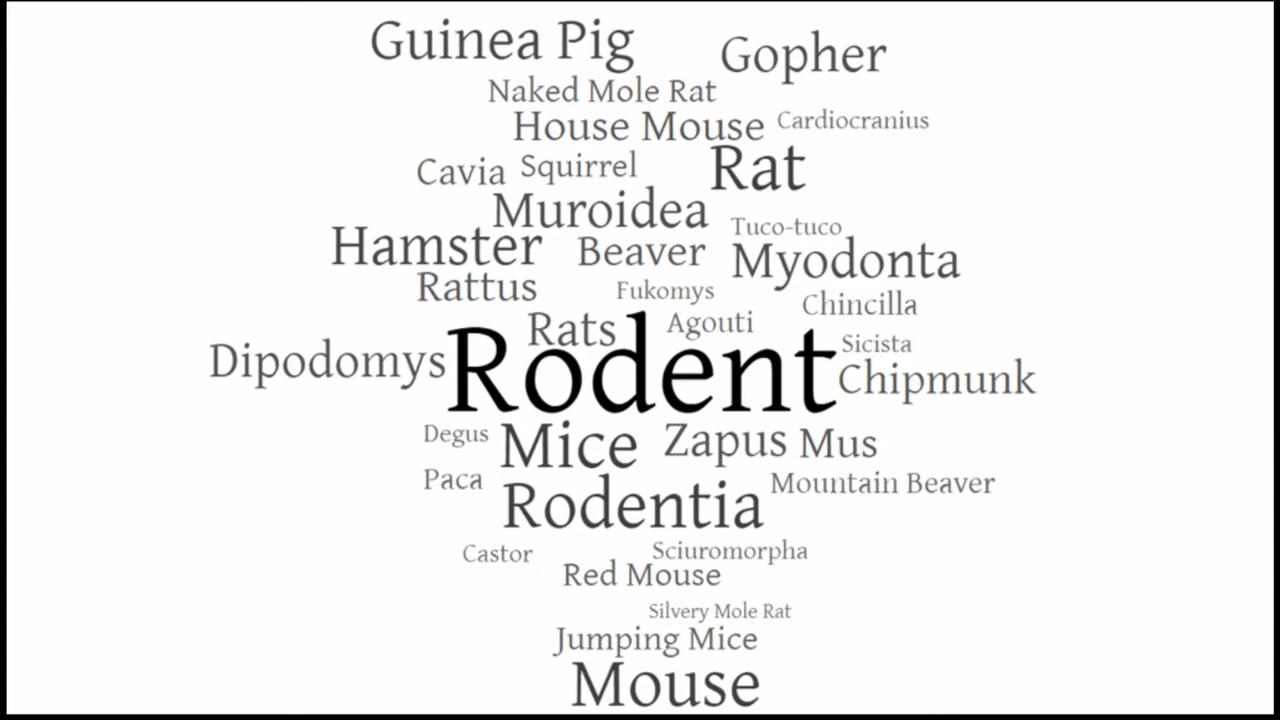 Guinea Pig Gopher
Naked Mole Rat
House Mouse Cardiocranius
Cavia Squirrel Rat
Muroidea Tuco-tuco
Hamster Beaver Myodonta
Rattus Fukomys Chincilla
Rats Agouti Sicista
Dipodomys Rodent Chipmunk
Degus Mice Zapus Mus
Paca Mountain Beaver
Rodentia
Castor Sciuromorpha
Red Mouse
Silvery Mole Rat
Jumping Mice
Mouse